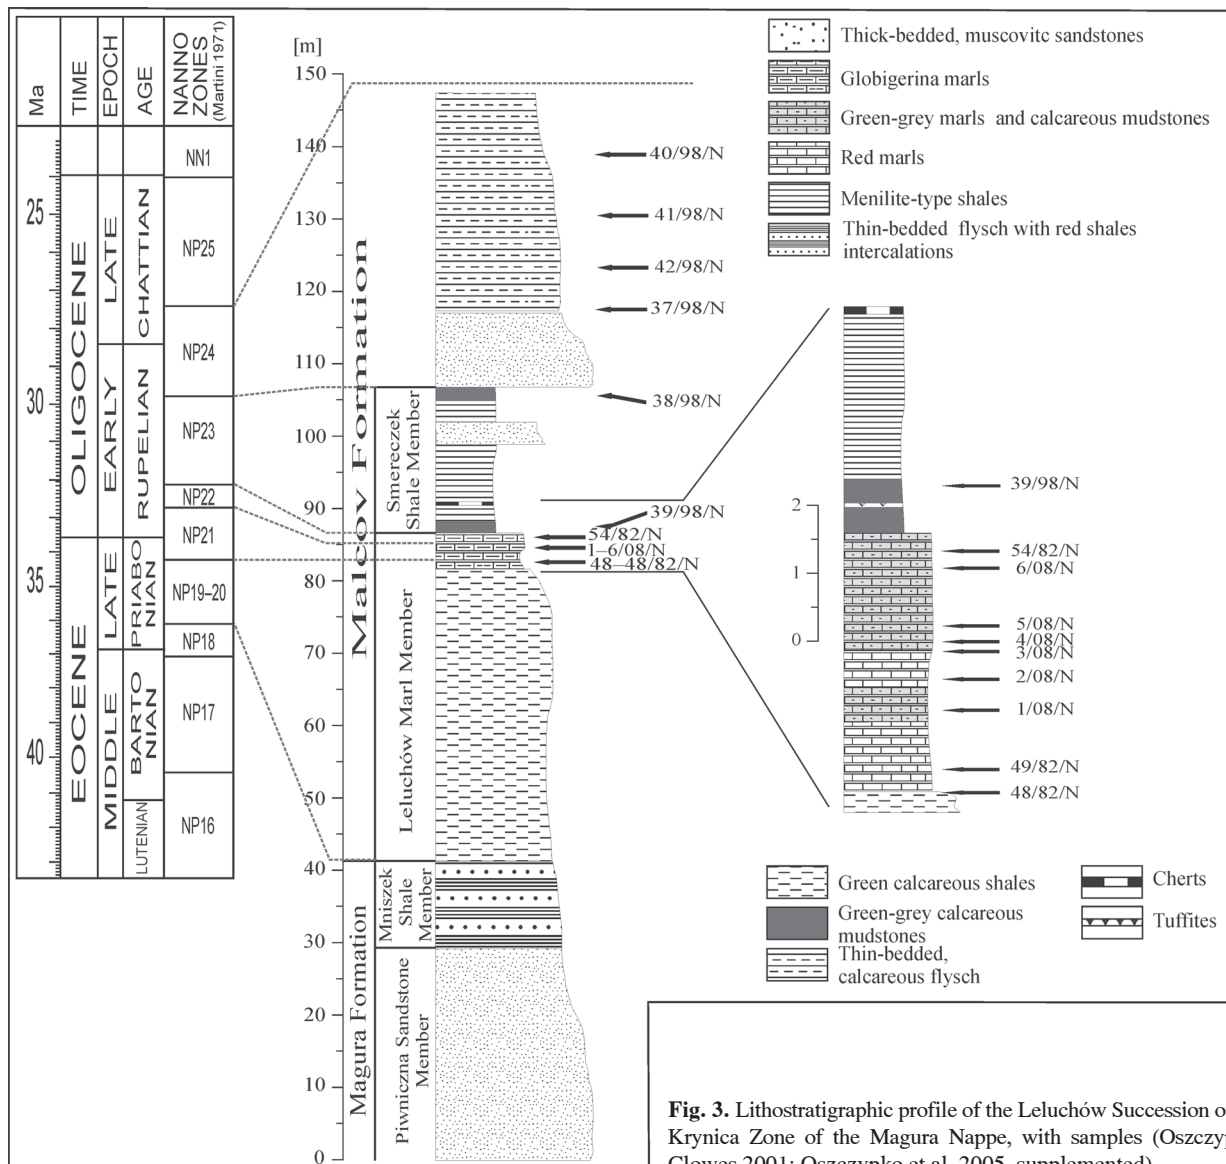 Ma
TIME
EPOCH
AGE
NANNO
ZONES
(Martini 1971)
25
30
35
40
OLIGOCENE
EOCENE
LATE
EARLY
LATE
MIDDLE
CHATTIAN
RUPELIAN
PRIABO
NIAN
BARTO
NIAN
LUTENIAN
NN1
NP25
NP24
NP23
NP22
NP21
NP19–20
NP18
NP17
NP16
[m]
150
140
130
120
110
100
90
80
70
60
50
40
30
20
10
0
Malcov Formation
Magura Formation
Smereczek
Shale Member
Leluchów Marl Member
Mniszek
Shale
Member
Piwniczna Sandstone
Member
40/98/N
41/98/N
42/98/N
37/98/N
38/98/N
39/98/N
54/82/N
1–6/08/N
48–48/82/N
Thick-bedded, muscovitc sandstones
Globigerina marls
Green-grey marls and calcareous mudstones
Red marls
Menilite-type shales
Thin-bedded flysch with red shales
intercalations
2
1
0
39/98/N
54/82/N
6/08/N
5/08/N
4/08/N
3/08/N
2/08/N
1/08/N
49/82/N
48/82/N
Green calcareous shales
Green-grey calcareous
mudstones
Thin-bedded,
calcareous flysch
Cherts
Tuffites
Fig. 3. Lithostratigraphic profile of the Leluchów Succession o
Krynica Zone of the Magura Nappe, with samples (Oszczyp
Clowes 2001; Oszczypko et al. 2005, supplemented)